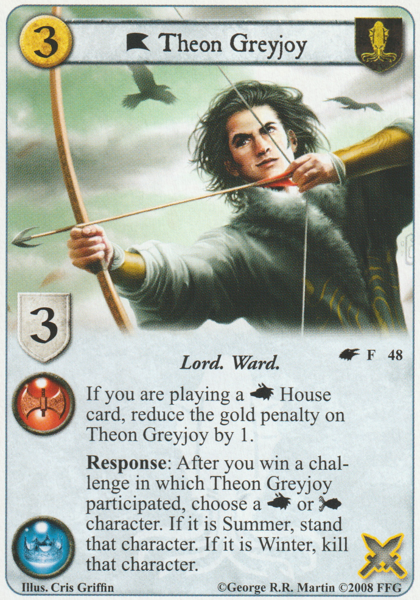 3
Theon Greyjoy
3
Lord. Ward.
F 48
If you are playing a House
card, reduce the gold penalty on
Theon Greyjoy by 1.
Response: After you win a chal-
lenge in which Theon Greyjoy
participated, choose a or
character. If it is Summer, stand
that character. If it is Winter, kill
that character.
Illus. Cris Griffin
©George R.R. Martin ©2008 FFG